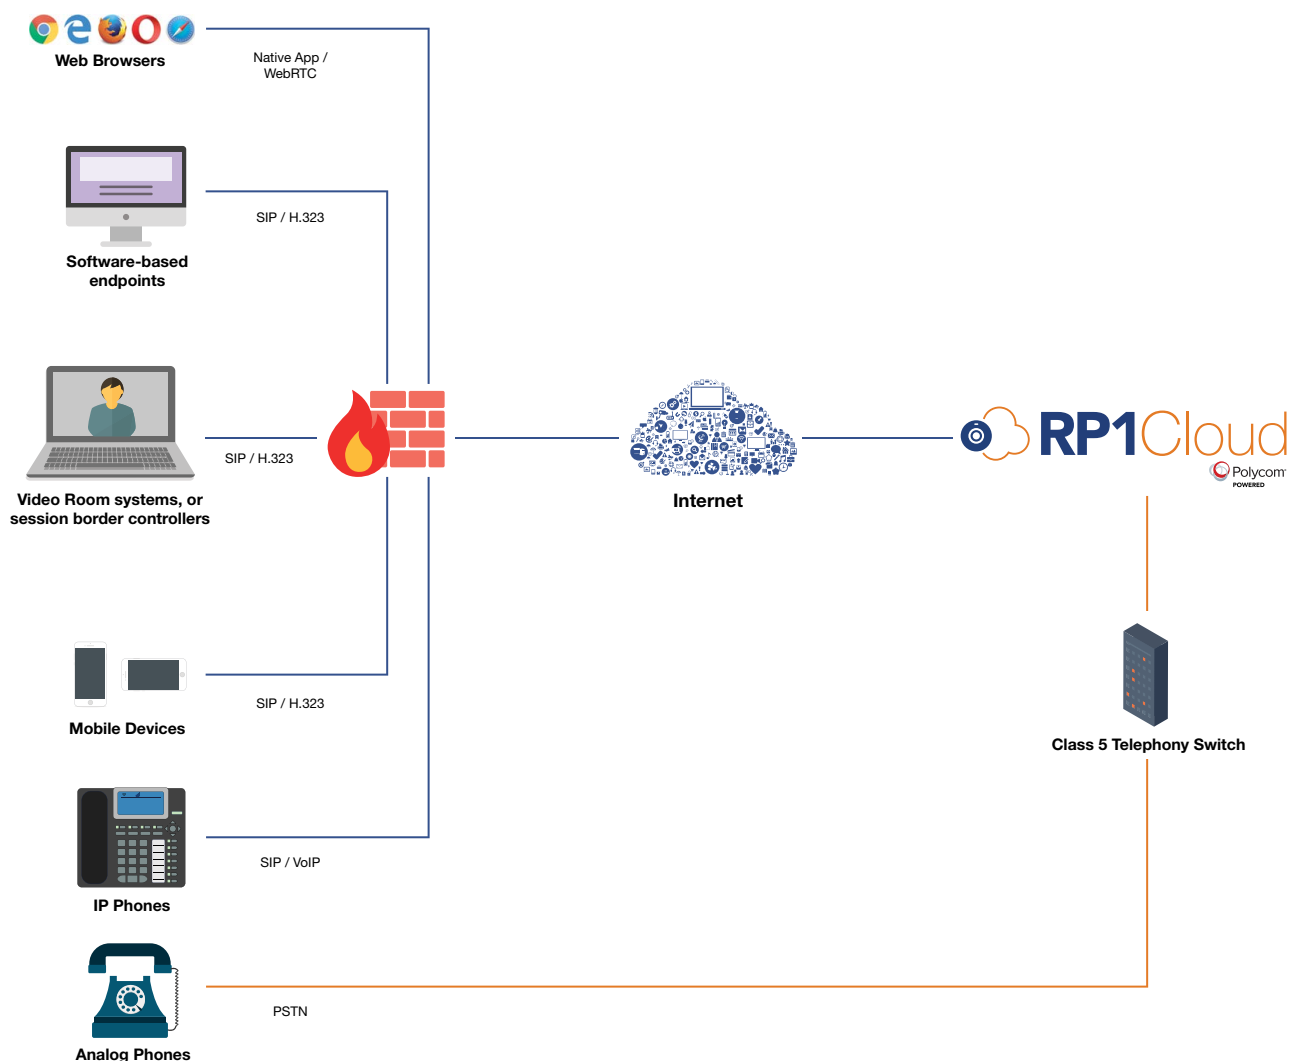 Web Browsers
Native App /
WebRTC
SIP / H.323
Software-based
endpoints
SIP / H.323
Video Room systems, or
session border controllers
Internet
RP1Cloud
Polycom
POWERED
SIP / H.323
Mobile Devices
Class 5 Telephony Switch
SIP / VoIP
IP Phones
PSTN
Analog Phones